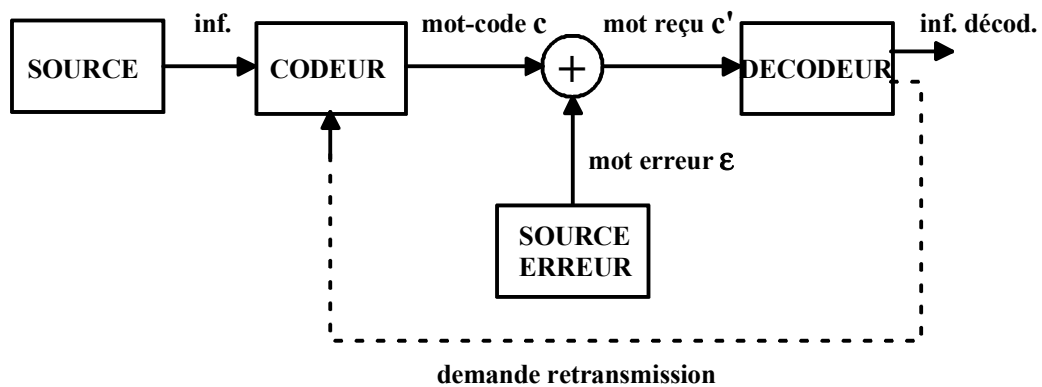 inf.
mot-code c
mot reçu c'
inf. décod.
SOURCE
CODEUR
+
DECODEUR
mot erreur ε
SOURCE
ERREUR
demande retransmission